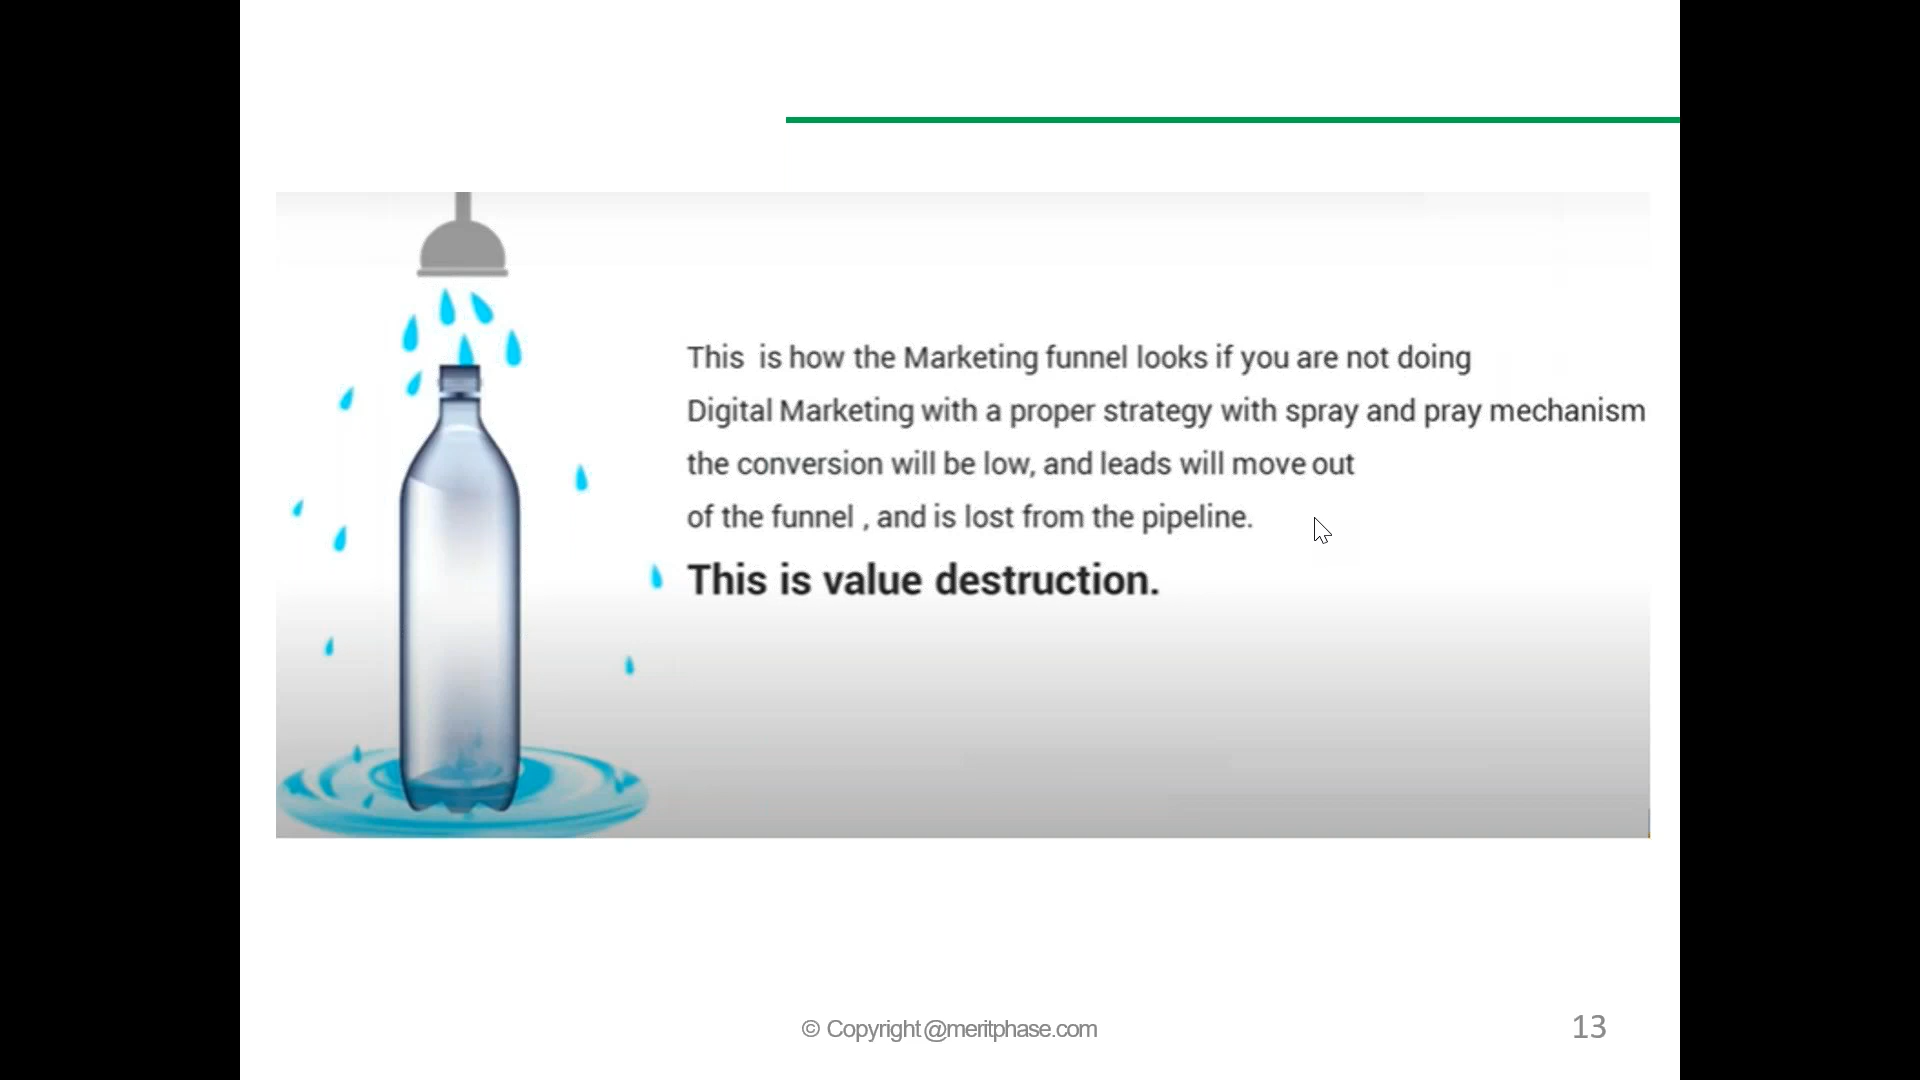 This is how the Marketing funnel looks if you are not doing
Digital Marketing with a proper strategy with spray and pray mechanism
the conversion will be low, and leads will move out
of the funnel , and is lost from the pipeline.
This is value destruction.
© Copyright @meritphase.com
13